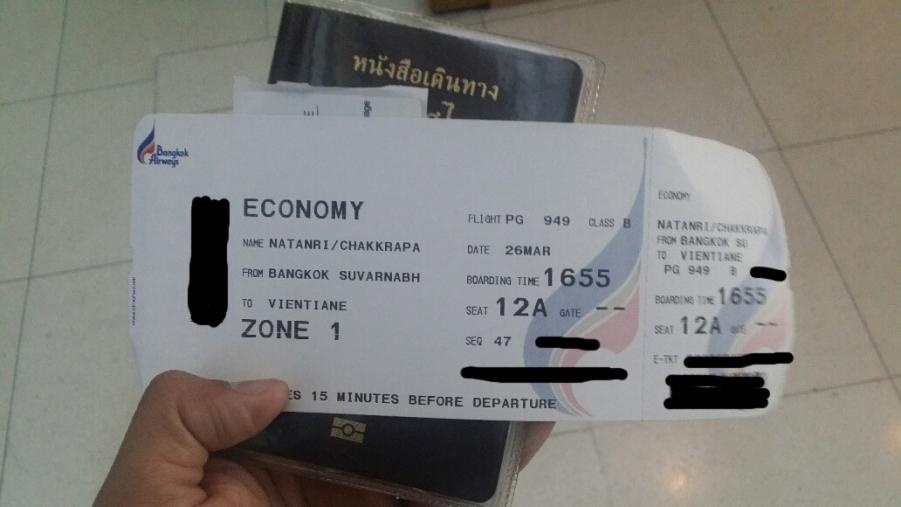 หนังสือเดินทาง
Bangkok
Airways
ECONOMY
NAME NATANRI/CHAKKRAPA
FROM BANGKOK SUVARNABH
TO VIENTIANE
ZONE 1
FLIGHT PG 949 CLASS B
DATE 26MAR
BOARDING TIME 1655
SEAT 12A GATE --
SEQ 47
ES 15 MINUTES BEFORE DEPARTURE
ECONOMY
NATANRI/CHAKKRAPA
FROM BANGKOK SU
TO VIENTIANE
PG 949 B
BOARDING TIME 1655
SEAT 12A GATE --
E-TKT